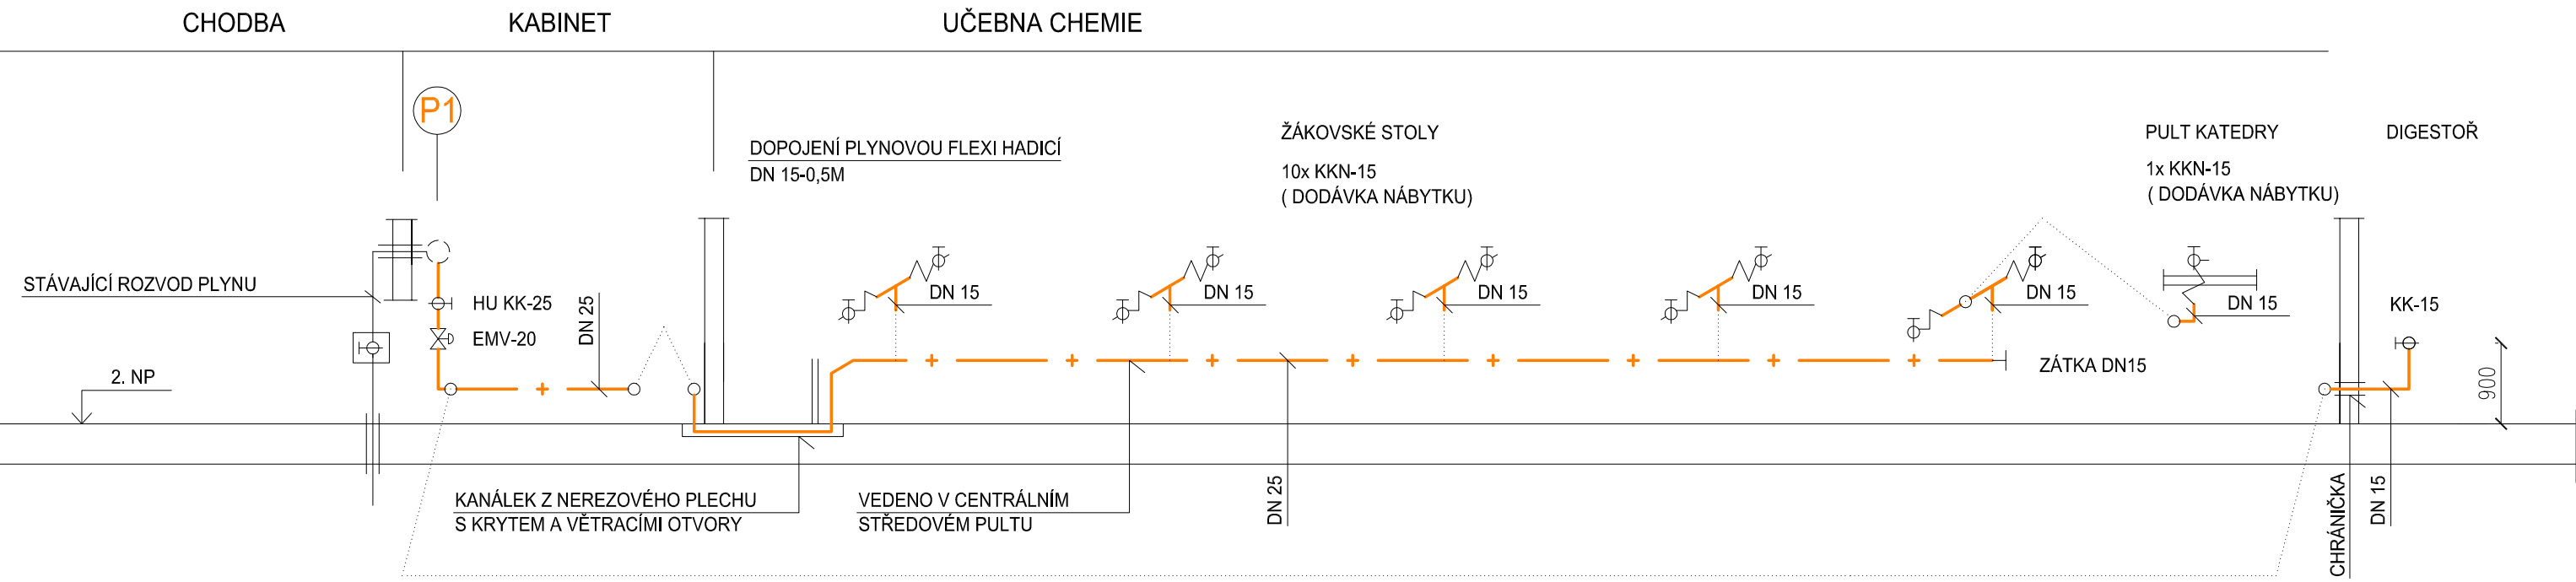 CHODBA
KABINET
UČEBNA CHEMIE
P1
DOPOJENÍ PLYNOVOU FLEXI HADICÍ
DN 15-0,5M
ŽÁKOVSKÉ STOLY
10x KKN-15
( DODÁVKA NÁBYTKU)
PULT KATEDRY
1x KKN-15
( DODÁVKA NÁBYTKU)
DIGESTOŘ
STÁVAJÍCÍ ROZVOD PLYNU
HU KK-25
EMV-20
DN 25
DN 15
DN 15
DN 15
DN 15
DN 15
DN 15
KK-15
2. NP
ZÁTKA DN15
900
KANÁLEK Z NEREZOVÉHO PLECHU
S KRYTEM A VĚTRACÍMI OTVORY
VEDENO V CENTRÁLNÍM
STŘEDOVÉM PULTU
DN 25
CHRÁNIČKA
DN 15